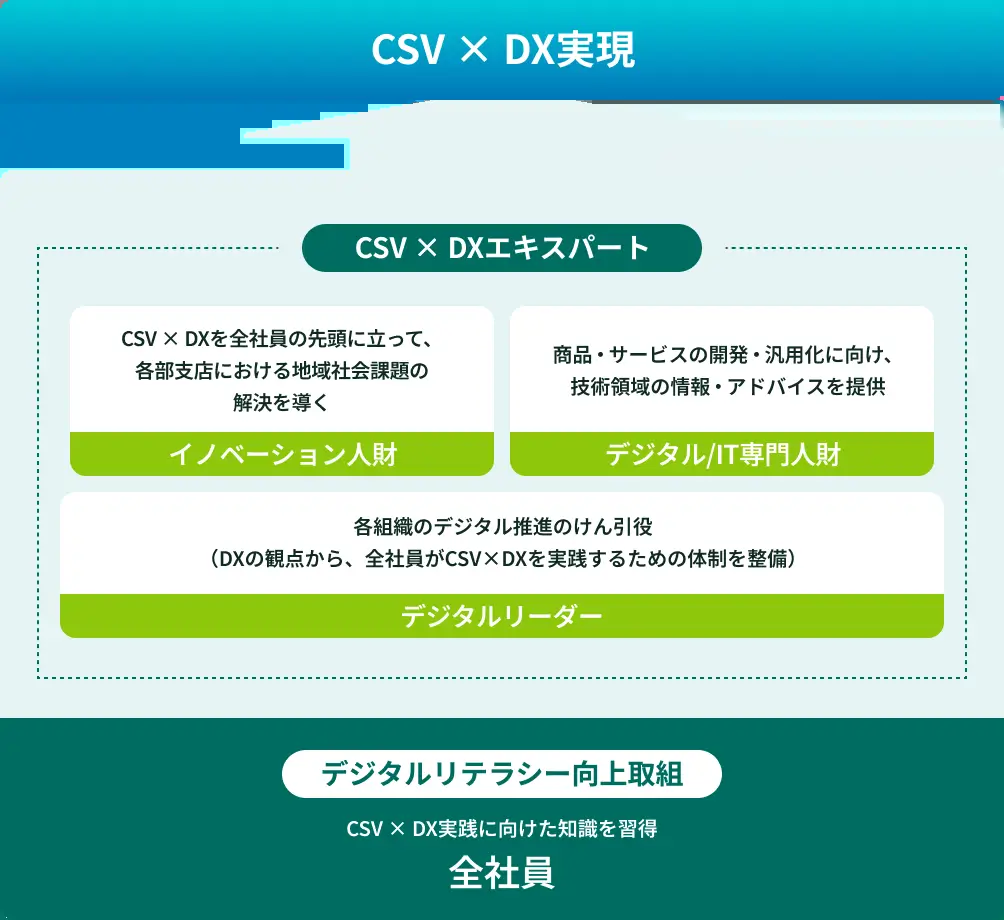 CSV × DX実現
CSV × DXエキスパート
CSV × DXを全社員の先頭に立って、
各部支店における地域社会課題の
解決を導く
イノベーション人財
商品・サービスの開発・汎用化に向け、
技術領域の情報・アドバイスを提供
デジタル/IT専門人財
各組織のデジタル推進のけん引役
（DXの観点から、全社員がCSV×DXを実践するための体制を整備）
デジタルリーダー
デジタルリテラシー向上取組
CSV × DX実践に向けた知識を習得
全社員